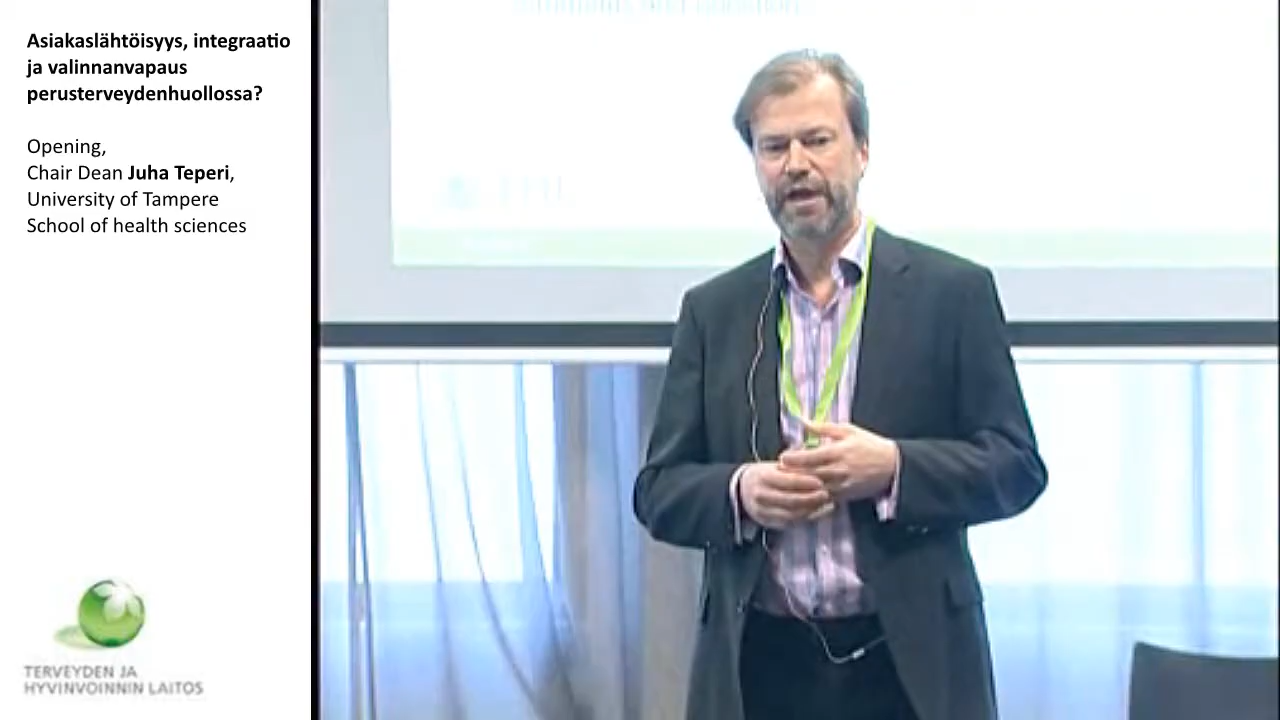 Asiakaslähtöisyys, integraatio
ja valinnanvapaus
perusterveydenhuollossa?
Opening,
Chair Dean Juha Teperi,
University of Tampere
School of health sciences
TERVEYDEN JA
HYVINVOINNIN LAITOS